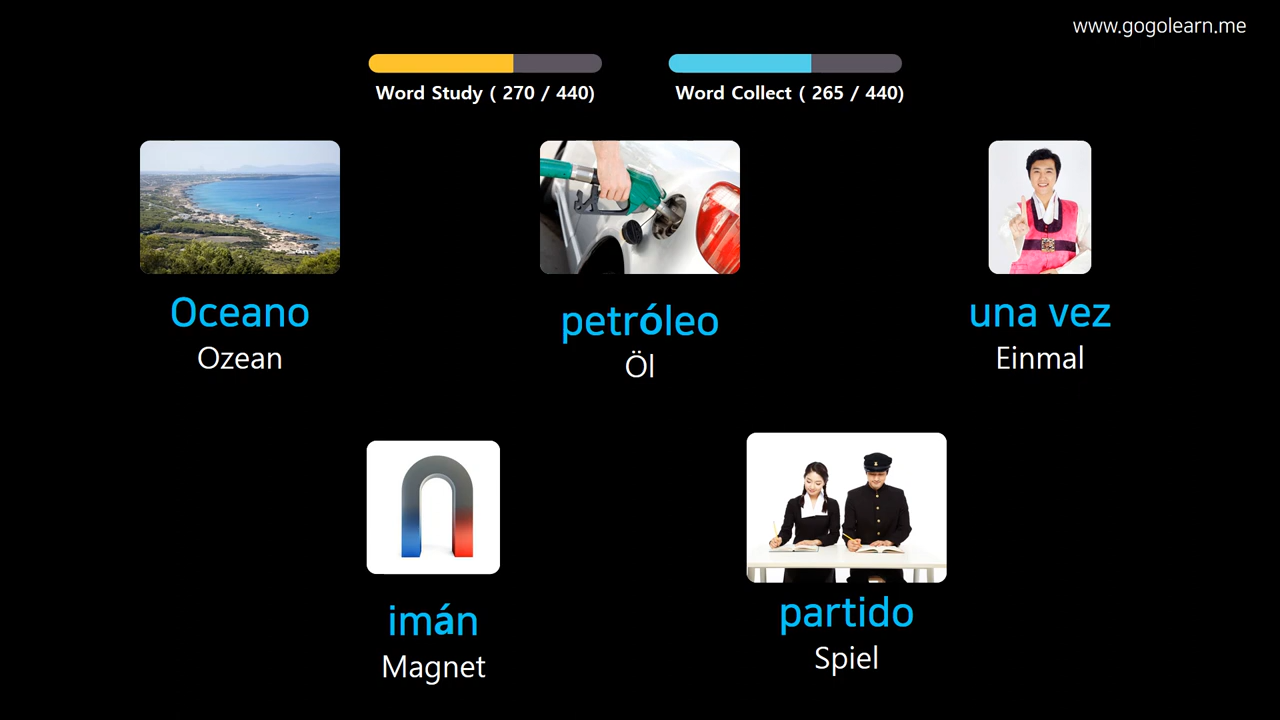 www.gogolearn.me
Word Study ( 270 / 440)
Word Collect ( 265 / 440)
Oceano
Ozean
petróleo
Öl
una vez
Einmal
imán
Magnet
partido
Spiel